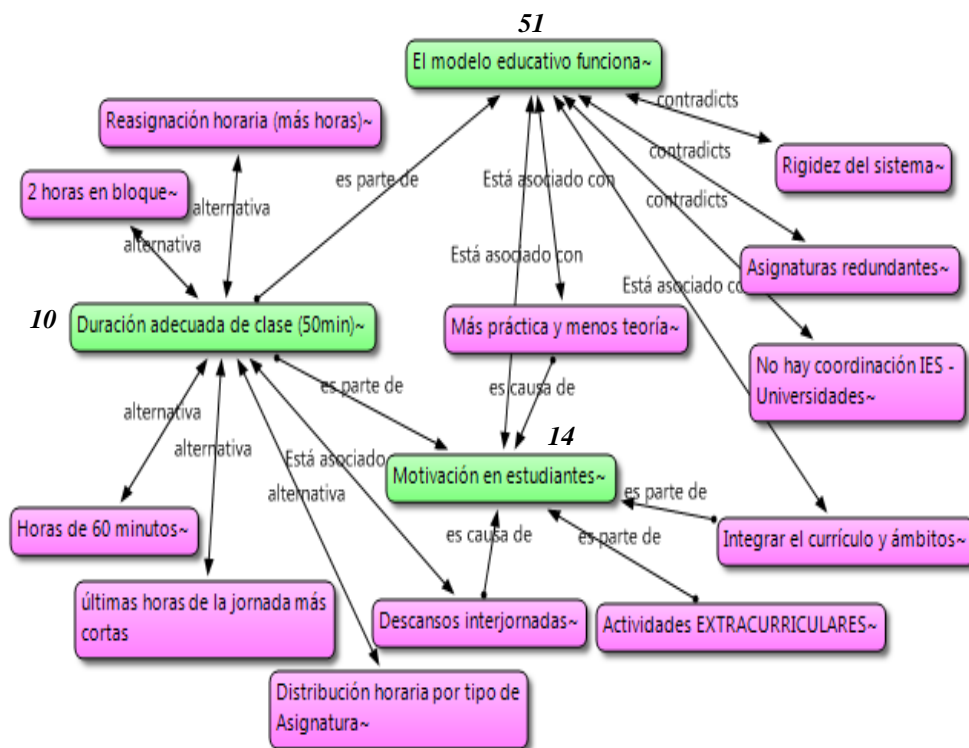 51
El modelo educativo funciona~
contradicts
Reasignación horaria (más horas)~
contradicts
Rigidez del sistema~
es parte de
Está asociado con
2 horas en bloque~
contradicts
alternativa
alternativa
Está asociado con
Asignaturas redundantes~
Está asociado co
10
Duración adecuada de clase (50min)~
Más práctica y menos teoría~
No hay coordinación IES -
Universidades~
es parte de
es causa de
alternativa
14
alternativa
Está asociado
Motivación en estudiantes~
alternativa
es parte de
Horas de 60 minutos~
es causa de
es parte de
Integrar el currículo y ámbitos~
últimas horas de la jornada más
cortas
Descansos interjornadas~
Actividades EXTRACURRICULARES~
Distribución horaria por tipo de
Asignatura~